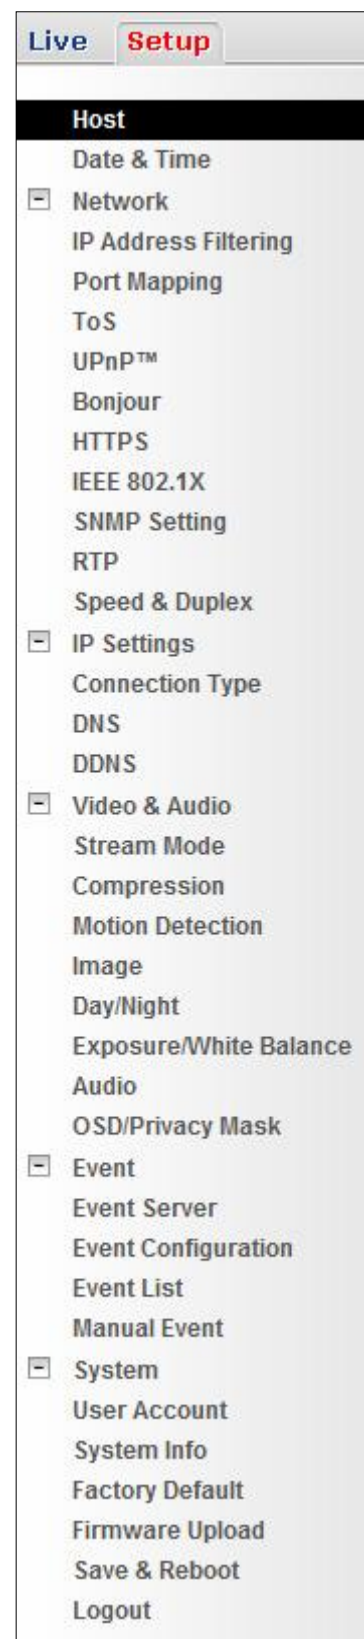 Live Setup
Host
Date & Time
Network
IP Address Filtering
Port Mapping
ToS
UPnP™
Bonjour
HTTPS
IEEE 802.1X
SNMP Setting
RTP
Speed & Duplex
IP Settings
Connection Type
DNS
DDNS
Video & Audio
Stream Mode
Compression
Motion Detection
Image
Day/Night
Exposure/White Balance
Audio
OSD/Privacy Mask
Event
Event Server
Event Configuration
Event List
Manual Event
System
User Account
System Info
Factory Default
Firmware Upload
Save & Reboot
Logout